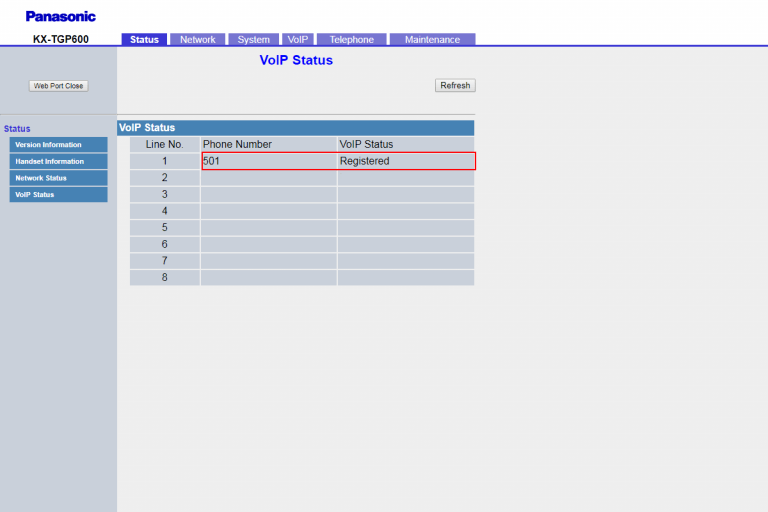 Panasonic
KX-TGP600
Status Network System VoIP Telephone Maintenance
VoIP Status
Web Port Close
Refresh
Status
Version Information
Handset Information
Network Status
VoIP Status
VoIP Status
Line No. Phone Number VoIP Status
1 501 Registered
2
3
4
5
6
7
8